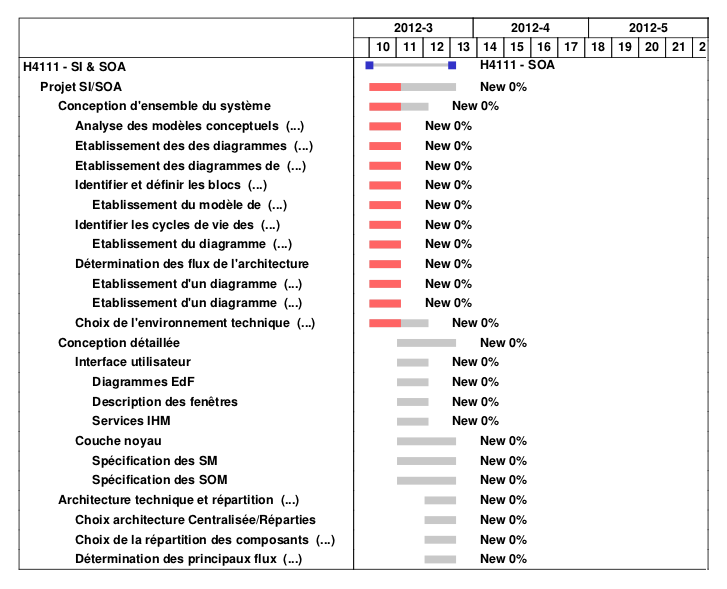 2012-3 2012-4 2012-5
10 11 12 13 14 15 16 17 18 19 20 21 2
H4111 - SI & SOA H4111 - SOA
Projet SI/SOA New 0%
Conception d'ensemble du système New 0%
Analyse des modèles conceptuels (...) New 0%
Etablissement des des diagrammes (...) New 0%
Etablissement des diagrammes de (...) New 0%
Identifier et définir les blocs (...) New 0%
Etablissement du modèle de (...) New 0%
Identifier les cycles de vie des (...) New 0%
Etablissement du diagramme (...) New 0%
Détermination des flux de l'architecture New 0%
Etablissement d'un diagramme (...) New 0%
Etablissement d'un diagramme (...) New 0%
Choix de l'environnement technique (...) New 0%
Conception détaillée New 0%
Interface utilisateur New 0%
Diagrammes EdF New 0%
Description des fenêtres New 0%
Services IHM New 0%
Couche noyau New 0%
Spécification des SM New 0%
Spécification des SOM New 0%
Architecture technique et répartition (...) New 0%
Choix architecture Centralisée/Réparties New 0%
Choix de la répartition des composants (...) New 0%
Détermination des principaux flux (...) New 0%